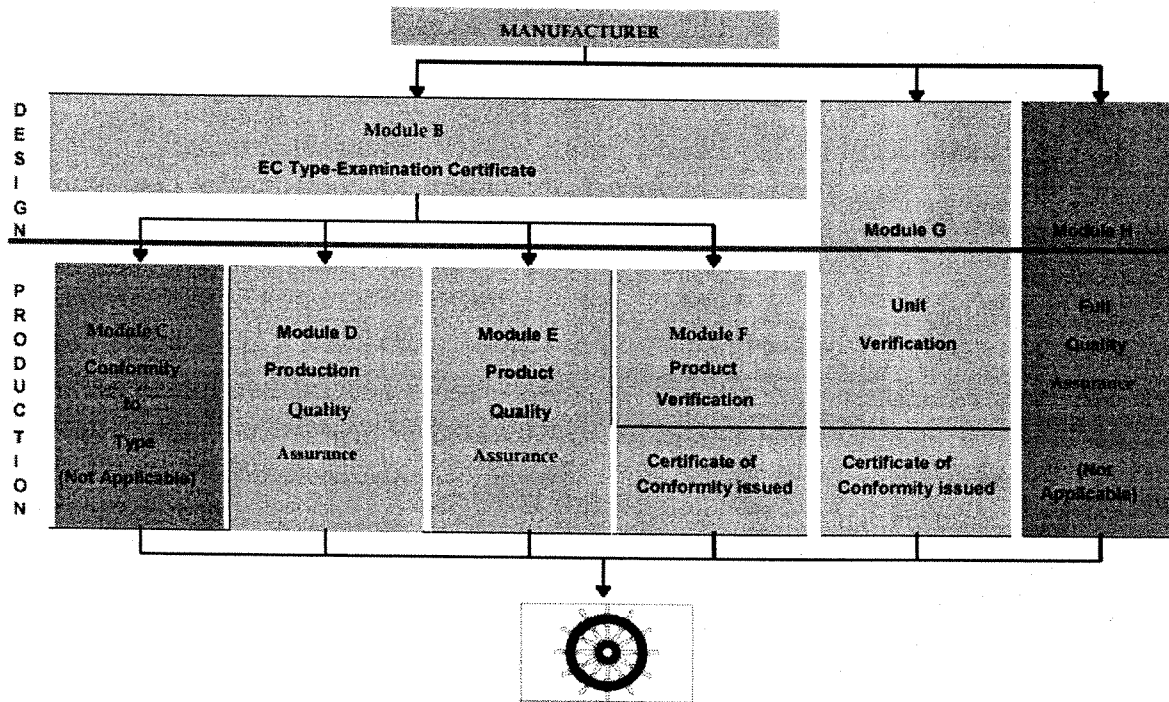 MANUFACTURER
DESIGN
Module B
EC Type-Examination Certificate
Module G
Module H
PRODUCTION
Module C
Conformity
to
Type
(Not Applicable)
Module D
Production
Quality
Assurance
Module E
Product
Quality
Assurance
Module F
Product
Verification
Certificate of
Conformity issued
Unit
Verification
Certificate of
Conformity issued
Full
Quality
Assurance
(Not
Applicable)